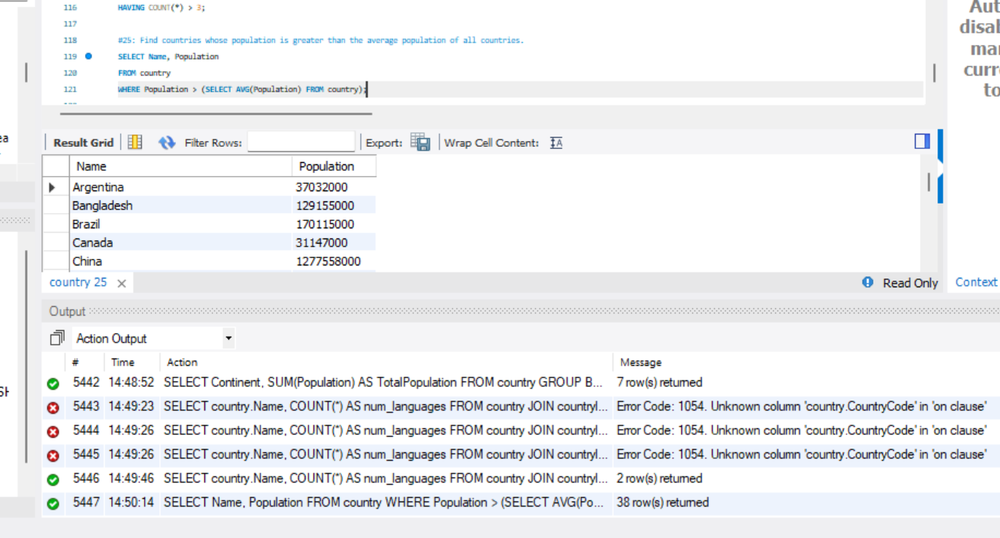 116 HAVING COUNT(*) > 3;
117
118 #25: Find countries whose population is greater than the average population of all countries.
119 SELECT Name, Population
120 FROM country
121 WHERE Population > (SELECT AVG(Population) FROM country);
Aut
disab
curr
to
ea
Result Grid Filter Rows: Export: Wrap Cell Content:
Name Population
Argentina 37032000
Bangladesh 129155000
Brazil 170115000
Canada 31147000
China 1277558000
country 25 Read Only Context
Output
Action Output
# Time Action Message
5442 14:48:52 SELECT Continent, SUM(Population) AS TotalPopulation FROM country GROUP B... 7 row(s) returned
5443 14:49:23 SELECT country.Name, COUNT(*) AS num_languages FROM country JOIN countryl... Error Code: 1054. Unknown column 'country.CountryCode' in 'on clause'
5444 14:49:26 SELECT country.Name, COUNT(*) AS num_languages FROM country JOIN countryl... Error Code: 1054. Unknown column 'country.CountryCode' in 'on clause'
5445 14:49:26 SELECT country.Name, COUNT(*) AS num_languages FROM country JOIN countryl... Error Code: 1054. Unknown column 'country.CountryCode' in 'on clause'
5446 14:49:46 SELECT country.Name, COUNT(*) AS num_languages FROM country JOIN countryl... 2 row(s) returned
5447 14:50:14 SELECT Name, Population FROM country WHERE Population > (SELECT AVG(Po... 38 row(s) returned